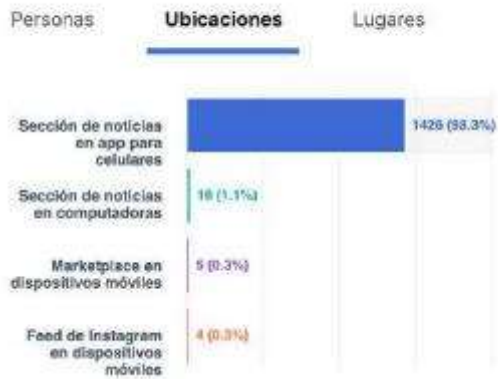 Personas Ubicaciones Lugares
Sección de noticias
en app para
celulares
1426 (98.3%)
Sección de noticias
en computadoras
16 (1.1%)
Marketplace en
dispositivos móviles
5 (0.3%)
Feed de Instagram
en dispositivos
móviles
4 (0.3%)